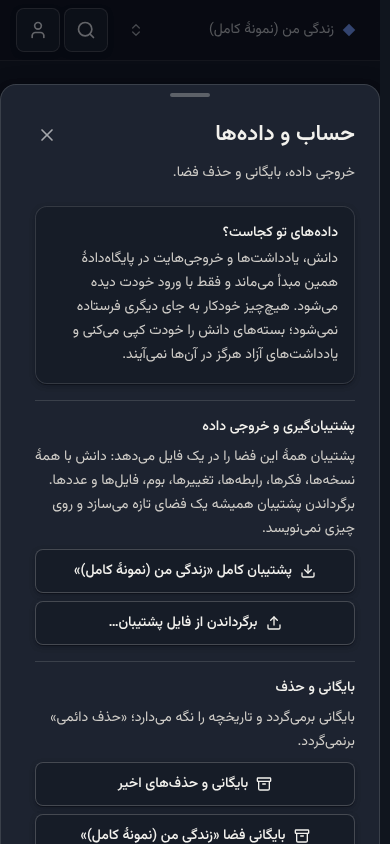 زندگی من (نمونهٔ کامل)
حساب و داده‌ها
خروجی داده، بایگانی و حذف فضا.
داده‌های تو کجاست؟
دانش، یادداشت‌ها و خروجی‌هایت در پایگاه‌دادهٔ
همین مبدأ می‌ماند و فقط با ورود خودت دیده
می‌شود. هیچ‌چیز خودکار به جای دیگری فرستاده
نمی‌شود؛ بسته‌های دانش را خودت کپی می‌کنی و
یادداشت‌های آزاد هرگز در آن‌ها نمی‌آیند.
پشتیبان‌گیری و خروجی داده
پشتیبان همهٔ این فضا را در یک فایل می‌دهد: دانش با همهٔ
نسخه‌ها، فکرها، رابطه‌ها، تغییرها، بوم، فایل‌ها و عددها.
برگرداندن پشتیبان همیشه یک فضای تازه می‌سازد و روی
چیزی نمی‌نویسد.
پشتیبان کامل «زندگی من (نمونهٔ کامل)»
برگرداندن از فایل پشتیبان…
بایگانی و حذف
بایگانی برمی‌گردد و تاریخچه را نگه می‌دارد؛ «حذف دائمی»
برنمی‌گردد.
بایگانی و حذف‌های اخیر
بایگانی فضا «زندگی من (نمونهٔ کامل)»